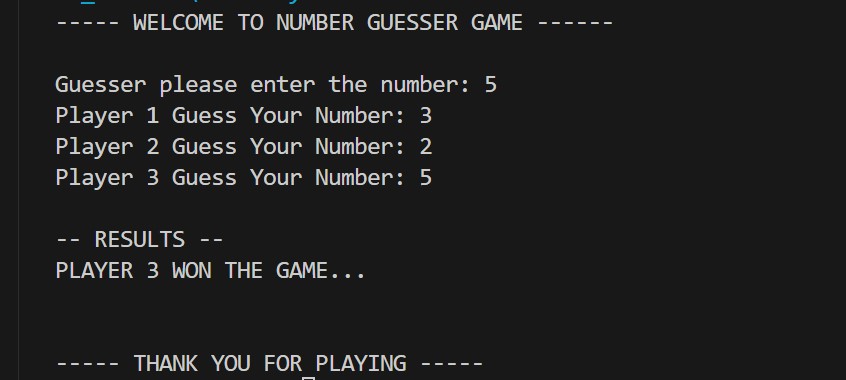 ----- WELCOME TO NUMBER GUESSER GAME ------
Guesser please enter the number: 5
Player 1 Guess Your Number: 3
Player 2 Guess Your Number: 2
Player 3 Guess Your Number: 5
-- RESULTS --
PLAYER 3 WON THE GAME...
----- THANK YOU FOR PLAYING -----